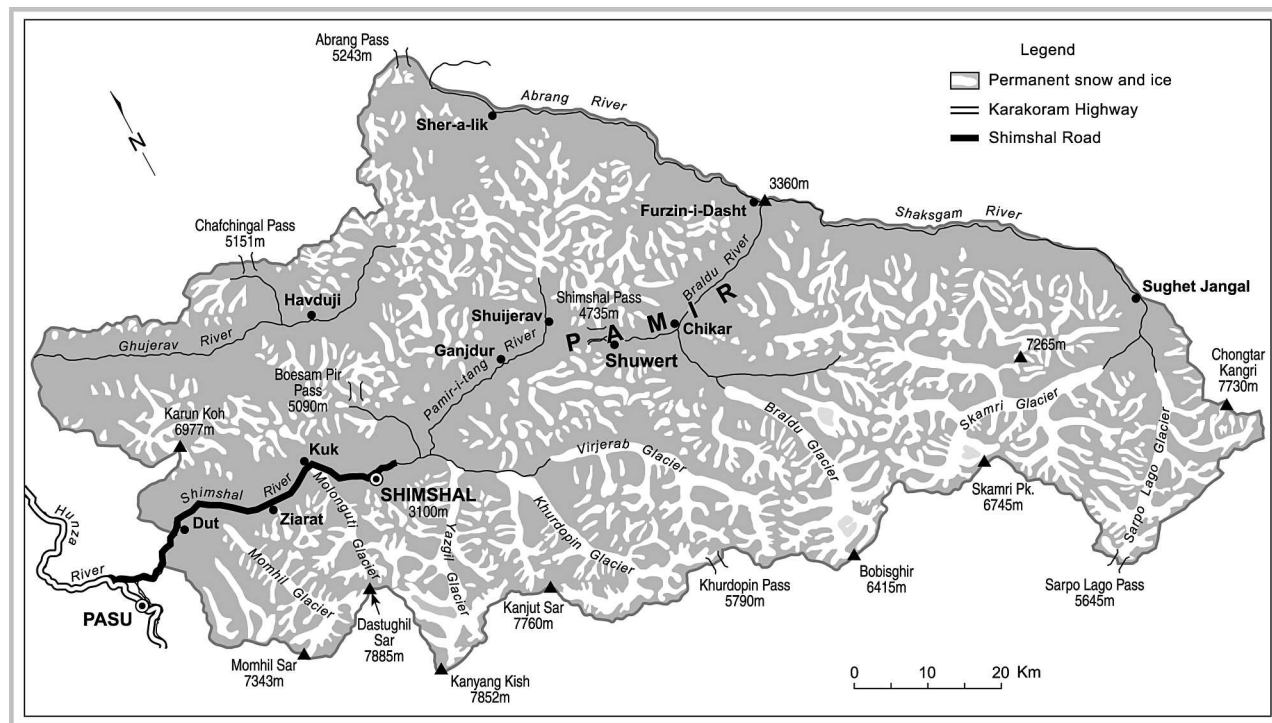 Abrang Pass
5243m
Legend
Permanent snow and ice
Karakoram Highway
Shimshal Road
N
Abrang River
Sher-a-lik
3360m
Furzin-i-Dasht
Shaksgam River
Chafchingal Pass
5151m
Havduji
Ghujerav River
Braldu River
Sughet Jangal
Shimshal Pass
4735m
PAMIR
Shuijerav
Chikar
Ganjdur
Shuwert
Pamir-i-tang River
7265m
Chongtar
Kangri
7730m
Boesam Pir
Pass
5090m
Karun Koh
6977m
Braldu Glacier
Skamri Glacier
Kuk
Virjerab Glacier
Sarpo Lago Glacier
Shimshal River
Molonguti Glacier
SHIMSHAL
3100m
Skamri Pk.
6745m
Ziarat
Dut
Yazgil Glacier
Khurdopin Glacier
Hunza River
Momhil Glacier
PASU
Khurdopin Pass
5790m
Bobisghir
6415m
Sarpo Lago Pass
5645m
Kanjut Sar
7760m
Dastughil
Sar
7885m
Momhil Sar
7343m
Kanyang Kish
7852m
0 10 20 Km